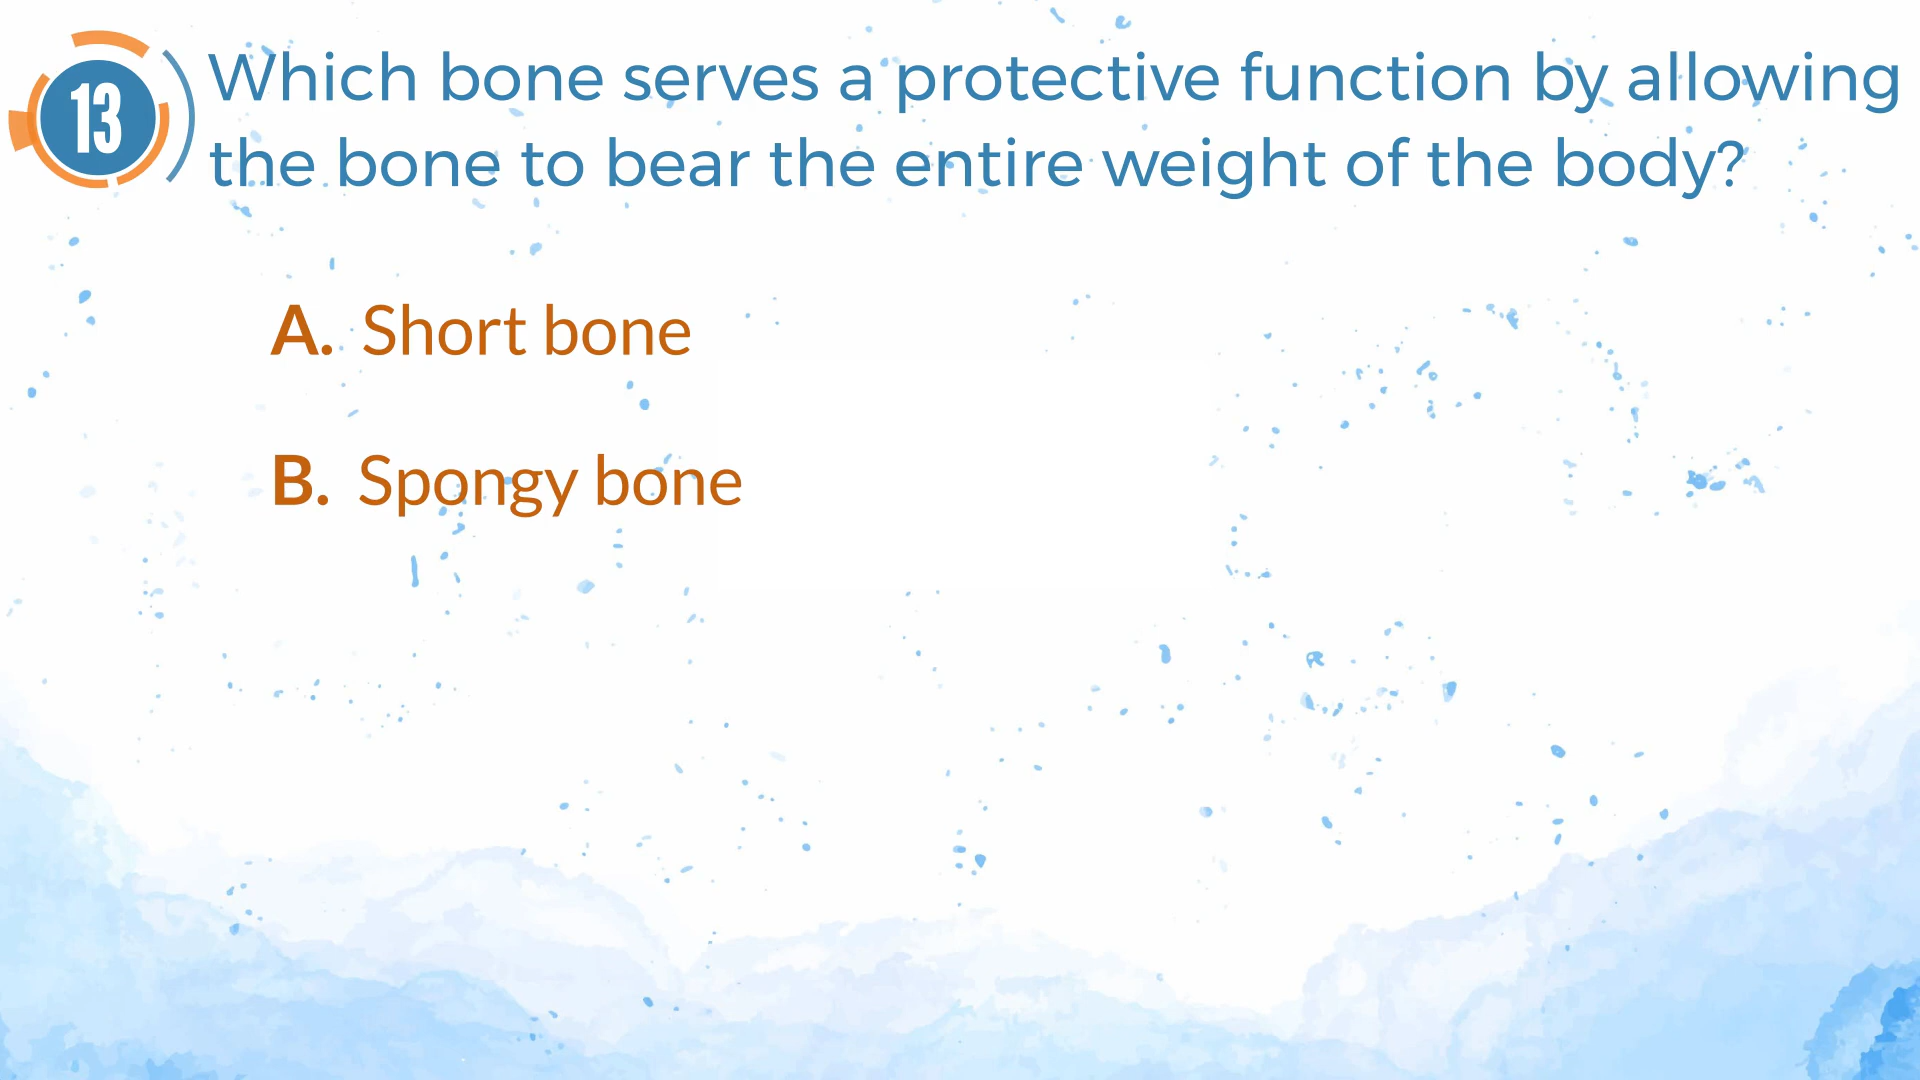 13
Which bone serves a protective function by allowing
the bone to bear the entire weight of the body?
A. Short bone
B. Spongy bone